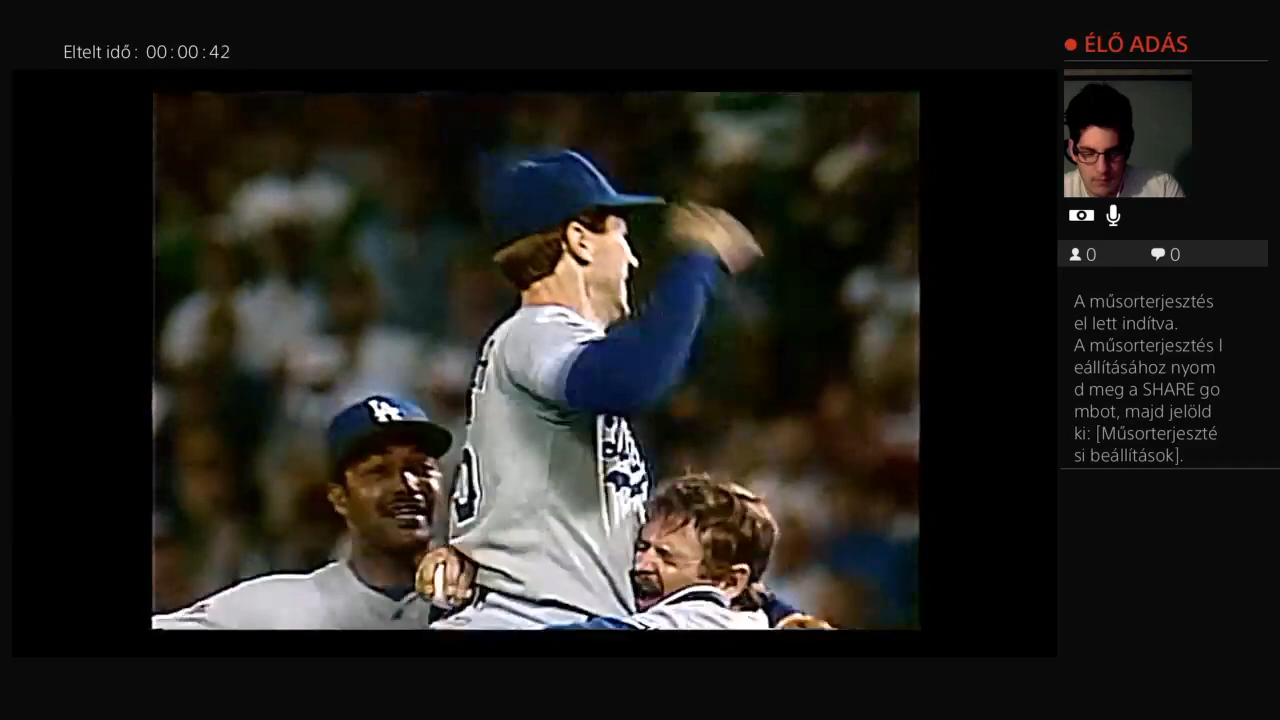 Eltelt idő : 00:00:42
ÉLŐ ADÁS
0 0
A műsorterjesztés
el lett indítva.
A műsorterjesztés l
eállításához nyom
d meg a SHARE go
mbot, majd jelöld
ki: [Műsorterjeszté
si beállítások].
LA